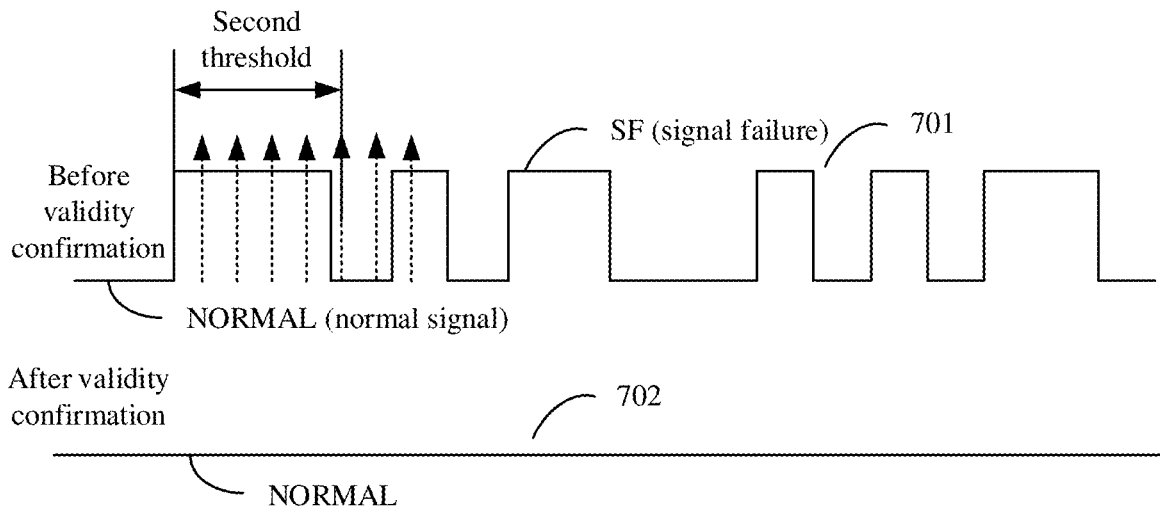 Second
threshold
SF (signal failure)
701
Before
validity
confirmation
NORMAL (normal signal)
After validity
confirmation
702
NORMAL